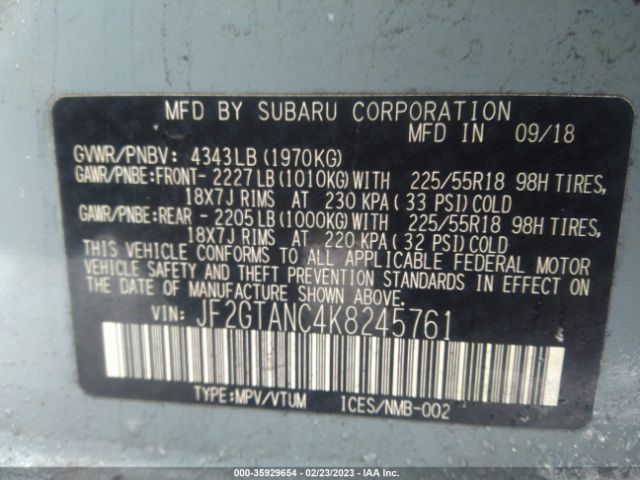 MFD BY SUBARU CORPORATION
MFD IN 09/18
GVWR/PNBV: 4343LB(1970KG)
GAWR/PNBE:FRONT- 2227LB(1010KG)WITH 225/55R18 98H TIRES,
18X7J RIMS AT 230 KPA( 33 PSI)COLD
GAWR/PNBE:REAR - 2205LB(1000KG)WITH 225/55R18 98H TIRES,
18X7J RIMS AT 220 KPA( 32 PSI)COLD
THIS VEHICLE CONFORMS TO ALL APPLICABLE FEDERAL MOTOR
VEHICLE SAFETY AND THEFT PREVENTION STANDARDS IN EFFECT ON
THE DATE OF MANUFACTURE SHOWN ABOVE.
VIN: JF2GTANC4K8245761
TYPE:MPV/VTUM ICES/NMB-002
000-35929654 - 02/23/2023 - IAA Inc.